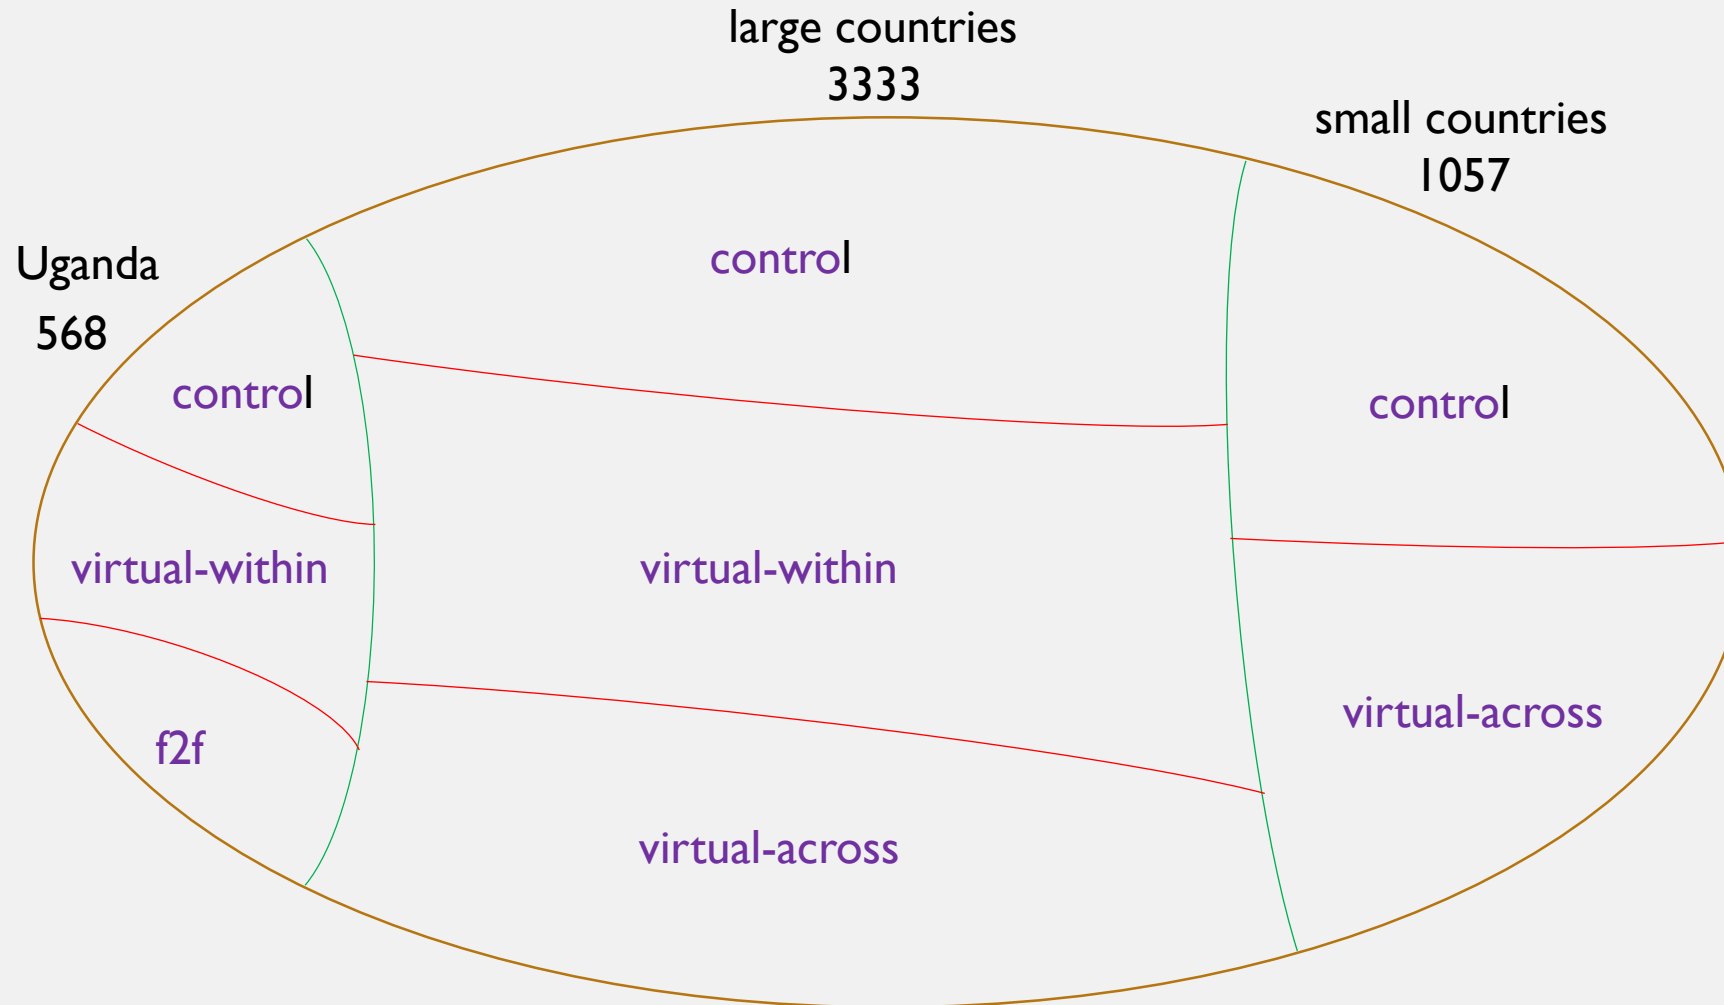 large countries
3333
small countries
1057
Uganda
568
control
control
control
virtual-within
virtual-within
f2f
virtual-across
virtual-across